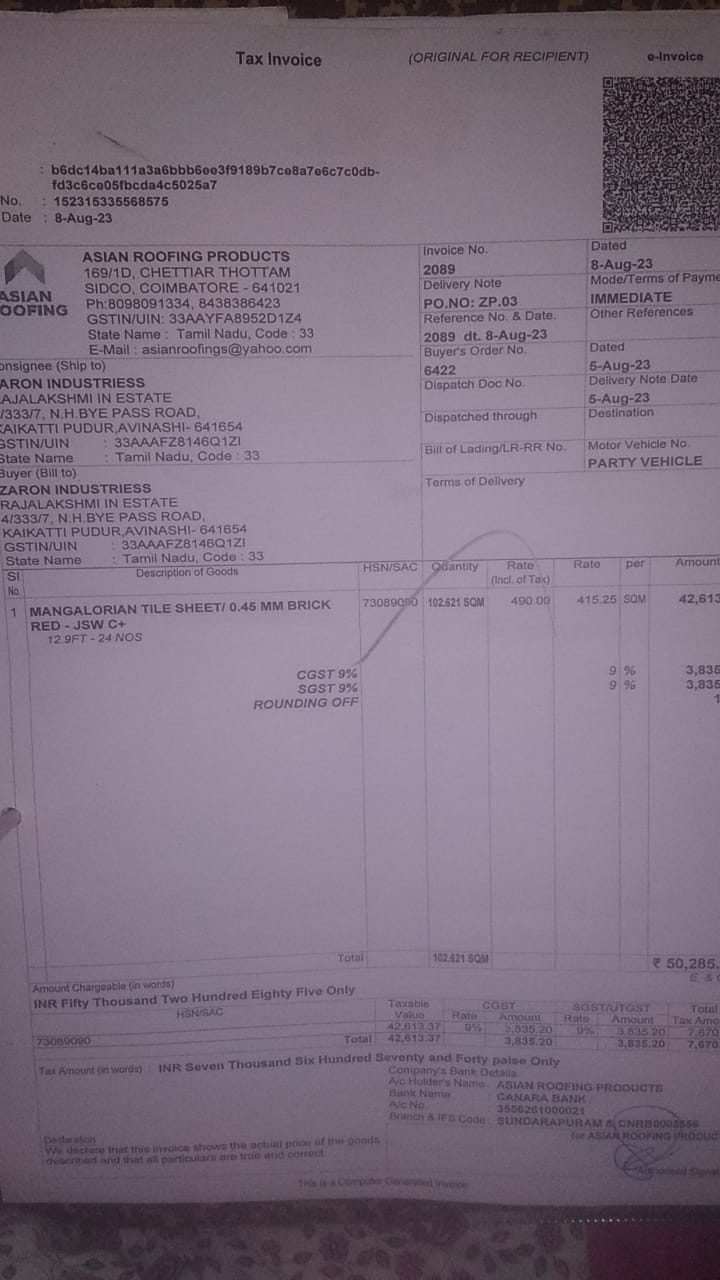 Tax Invoice (ORIGINAL FOR RECIPIENT) e-Invoice
: b6dc14ba111a3a6bbb6ee3f9189b7ce8a7e6c7c0db-
fd3c6ce05fbcda4c5025a7
No. : 152315335568575
Date : 8-Aug-23
ASIAN
OOFING
ASIAN ROOFING PRODUCTS
169/1D, CHETTIAR THOTTAM
SIDCO, COIMBATORE - 641021
Ph:8098091334, 8438386423
GSTIN/UIN: 33AAYFA8952D1Z4
State Name : Tamil Nadu, Code : 33
E-Mail : asianroofings@yahoo.com
Invoice No.
2089
Dated
8-Aug-23
Delivery Note
PO.NO: ZP.03
Mode/Terms of Payme
IMMEDIATE
Reference No. & Date.
2089 dt. 8-Aug-23
Other References
Buyer's Order No.
6422
Dated
5-Aug-23
Dispatch Doc No.
Delivery Note Date
5-Aug-23
Dispatched through
Destination
Bill of Lading/LR-RR No.
Motor Vehicle No.
PARTY VEHICLE
Terms of Delivery
onsignee (Ship to)
ARON INDUSTRIESS
AJALAKSHMI IN ESTATE
/333/7, N.H.BYE PASS ROAD,
KAIKATTI PUDUR,AVINASHI- 641654
GSTIN/UIN : 33AAAFZ8146Q1ZI
State Name : Tamil Nadu, Code : 33
Buyer (Bill to)
ZARON INDUSTRIESS
RAJALAKSHMI IN ESTATE
4/333/7, N.H.BYE PASS ROAD,
KAIKATTI PUDUR,AVINASHI- 641654
GSTIN/UIN : 33AAAFZ8146Q1ZI
State Name : Tamil Nadu, Code : 33
Sl No. Description of Goods HSN/SAC Quantity Rate (Incl. of Tax) Rate per Amount
1 MANGALORIAN TILE SHEET/ 0.45 MM BRICK 73089090 102.621 SQM 490.00 415.25 SQM 42,613
RED - JSW C+
12.9FT - 24 NOS
CGST 9% 9 % 3,835
SGST 9% 9 % 3,835
ROUNDING OFF 1
Total 102.621 SQM ₹ 50,285.
Amount Chargeable (in words) E &
INR Fifty Thousand Two Hundred Eighty Five Only
HSN/SAC Taxable Value CGST Rate Amount SGST/UTGST Rate Amount Total Tax Amo
73089090 42,613.37 9% 3,835.20 9% 3,835.20 7,670
Total 42,613.37 3,835.20 3,835.20 7,670
Tax Amount (in words) : INR Seven Thousand Six Hundred Seventy and Forty paise Only
Company's Bank Details
A/c Holder's Name : ASIAN ROOFING PRODUCTS
Bank Name : CANARA BANK
A/c No. : 3556261000021
Branch & IFS Code : SUNDARAPURAM &
for ASIAN ROOFING PRODUC
Declaration
We declare that this invoice shows the actual price of the goods
described and that all particulars are true and correct.
Authorised Signat
This is a Computer Generated Invoice